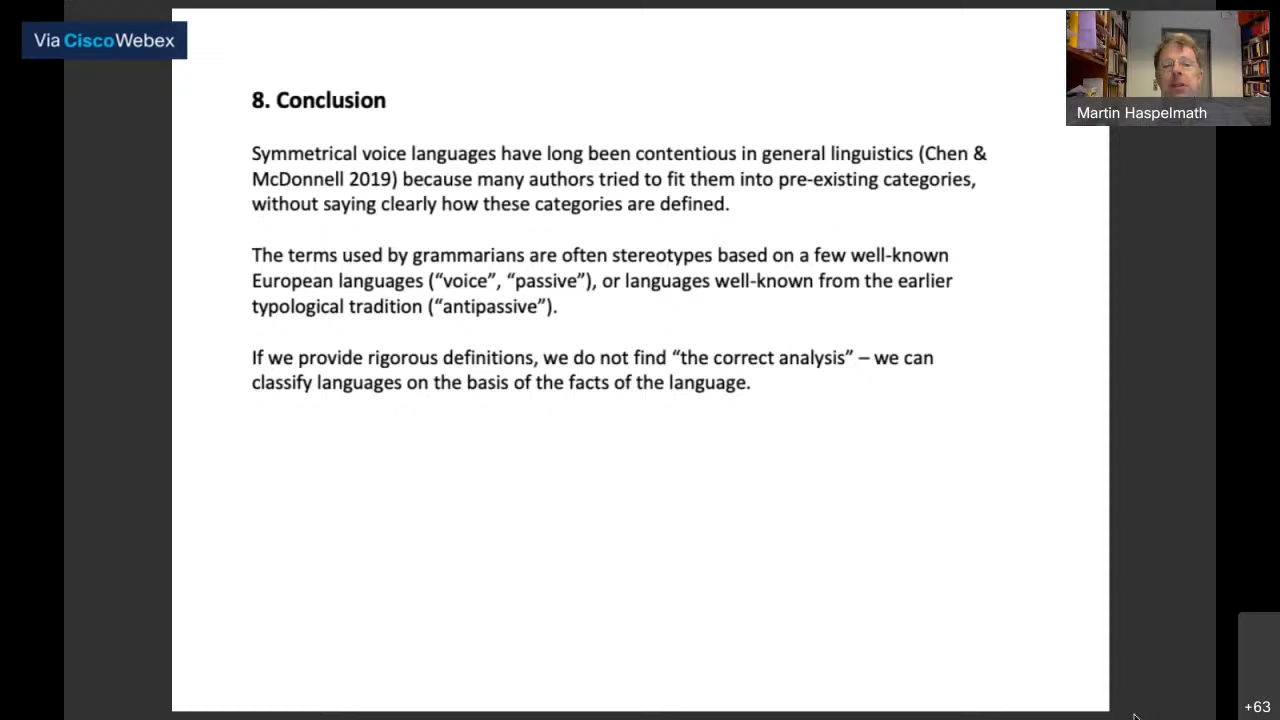 Via CiscoWebex
Martin Haspelmath
8. Conclusion
Symmetrical voice languages have long been contentious in general linguistics (Chen &
McDonnell 2019) because many authors tried to fit them into pre-existing categories,
without saying clearly how these categories are defined.
The terms used by grammarians are often stereotypes based on a few well-known
European languages (“voice”, “passive”), or languages well-known from the earlier
typological tradition (“antipassive”).
If we provide rigorous definitions, we do not find “the correct analysis” – we can
classify languages on the basis of the facts of the language.
+63